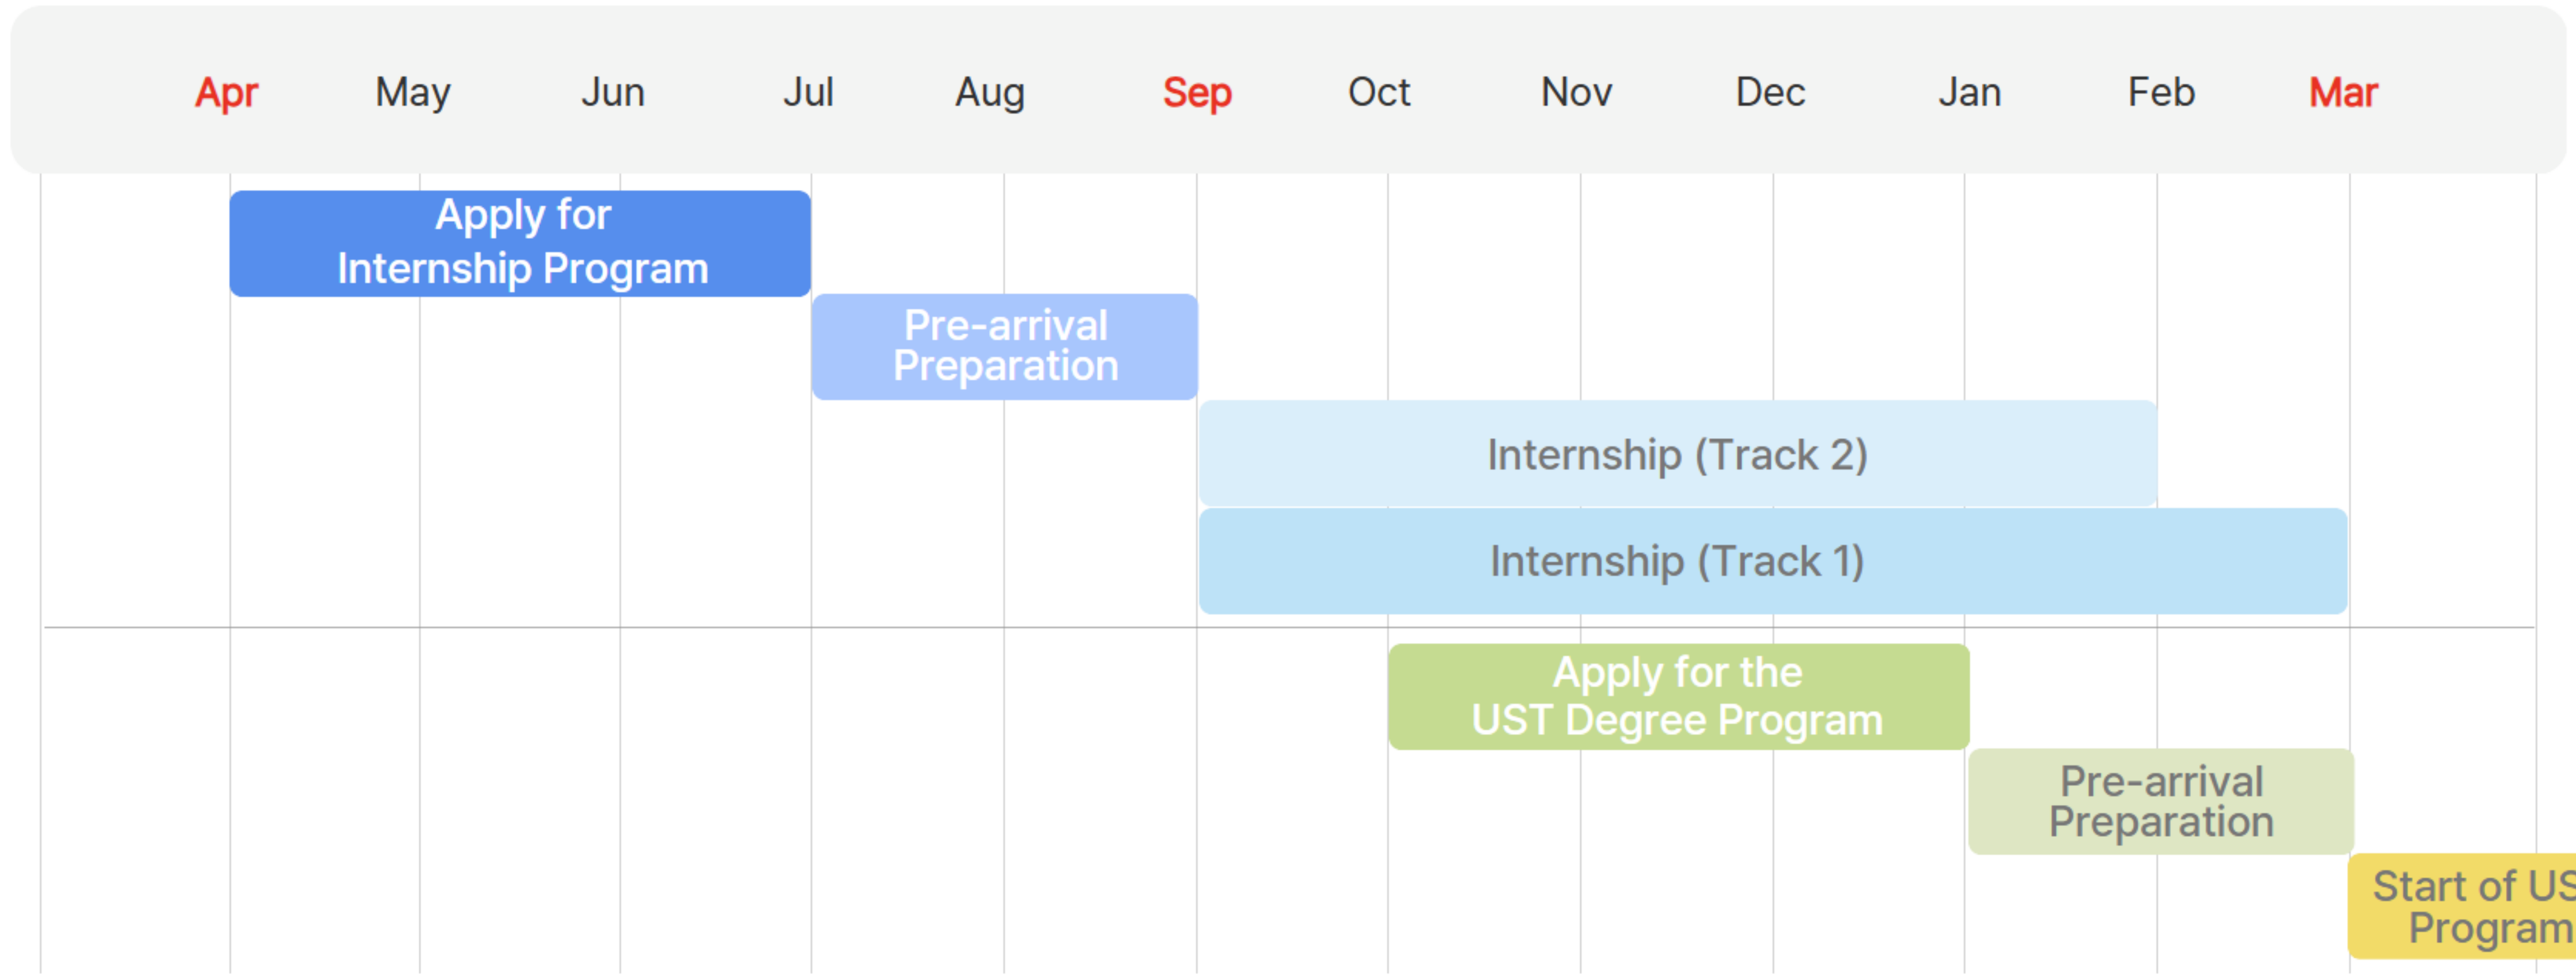 Apr May Jun Jul Aug Sep Oct Nov Dec Jan Feb Mar
Apply for
Internship Program
Pre-arrival
Preparation
Internship (Track 2)
Internship (Track 1)
Apply for the
UST Degree Program
Pre-arrival
Preparation
Start of US
Program